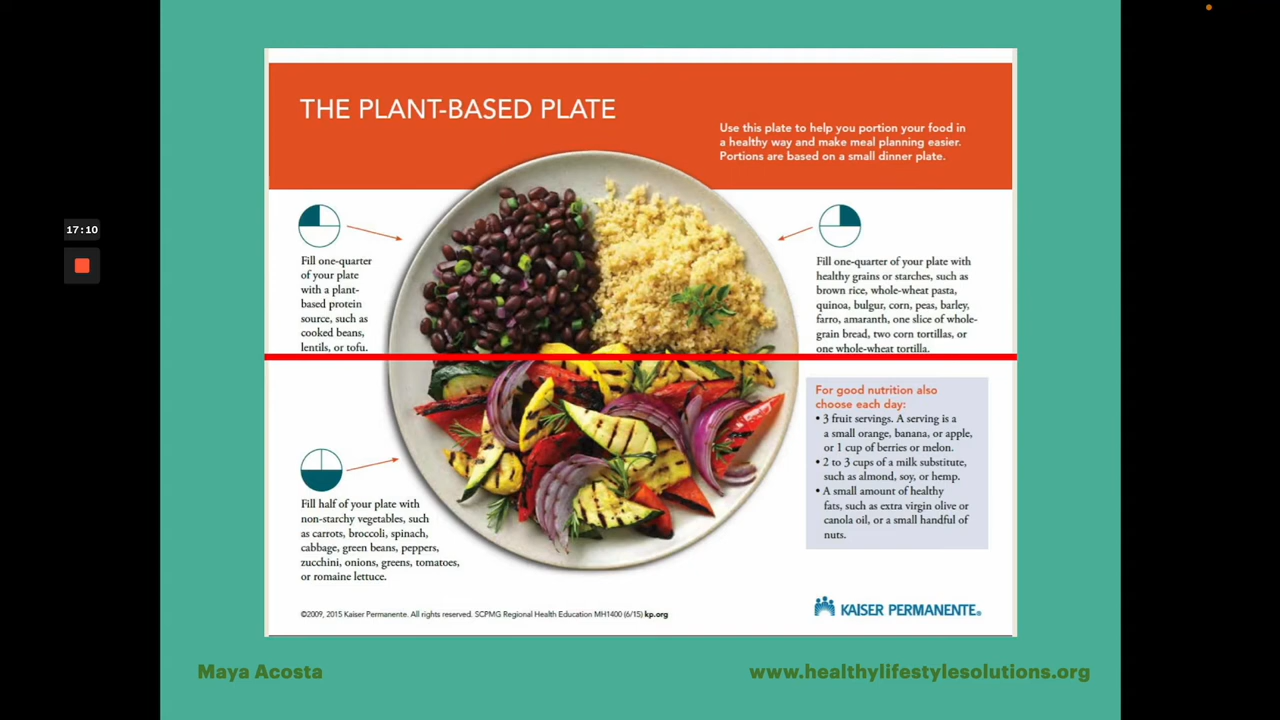 THE PLANT-BASED PLATE
Use this plate to help you portion your food in
a healthy way and make meal planning easier.
Portions are based on a small dinner plate.
17:10
Fill one-quarter
of your plate
with a plant-
based protein
source, such as
cooked beans,
lentils, or tofu.
Fill one-quarter of your plate with
healthy grains or starches, such as
brown rice, whole-wheat pasta,
quinoa, bulgur, corn, peas, barley,
farro, amaranth, one slice of whole-
grain bread, two corn tortillas, or
one whole-wheat tortilla.
Fill half of your plate with
non-starchy vegetables, such
as carrots, broccoli, spinach,
cabbage, green beans, peppers,
zucchini, onions, greens, tomatoes,
or romaine lettuce.
For good nutrition also
choose each day:
• 3 fruit servings. A serving is a
a small orange, banana, or apple,
or 1 cup of berries or melon.
• 2 to 3 cups of a milk substitute,
such as almond, soy, or hemp.
• A small amount of healthy
fats, such as extra virgin olive or
canola oil, or a small handful of
nuts.
©2009, 2015 Kaiser Permanente. All rights reserved. SCPMG Regional Health Education MH1400 (6/15) kp.org
KAISER PERMANENTE®
Maya Acosta
www.healthylifestylesolutions.org